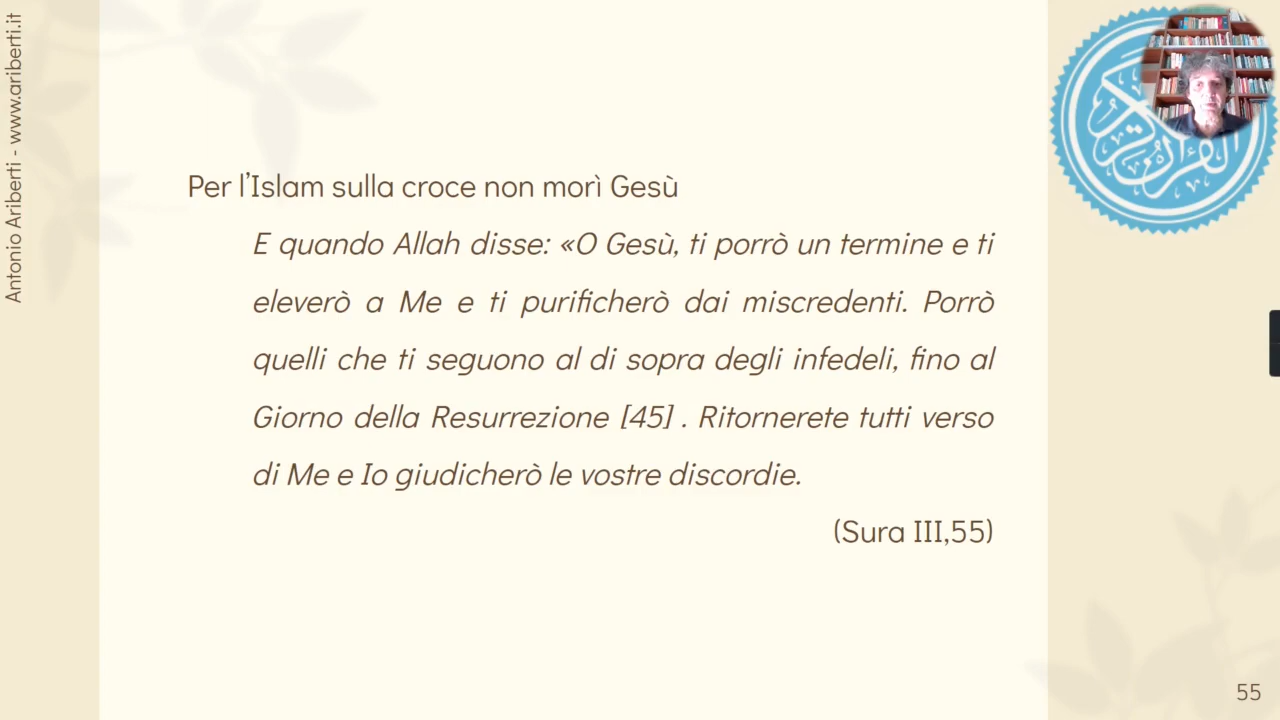 Antonio Ariberti - www.ariberti.it
Per l’Islam sulla croce non morì Gesù
E quando Allah disse: «O Gesù, ti porrò un termine e ti
eleverò a Me e ti purificherò dai miscredenti. Porrò
quelli che ti seguono al di sopra degli infedeli, fino al
Giorno della Resurrezione [45] . Ritornerete tutti verso
di Me e Io giudicherò le vostre discordie.
(Sura III,55)
55